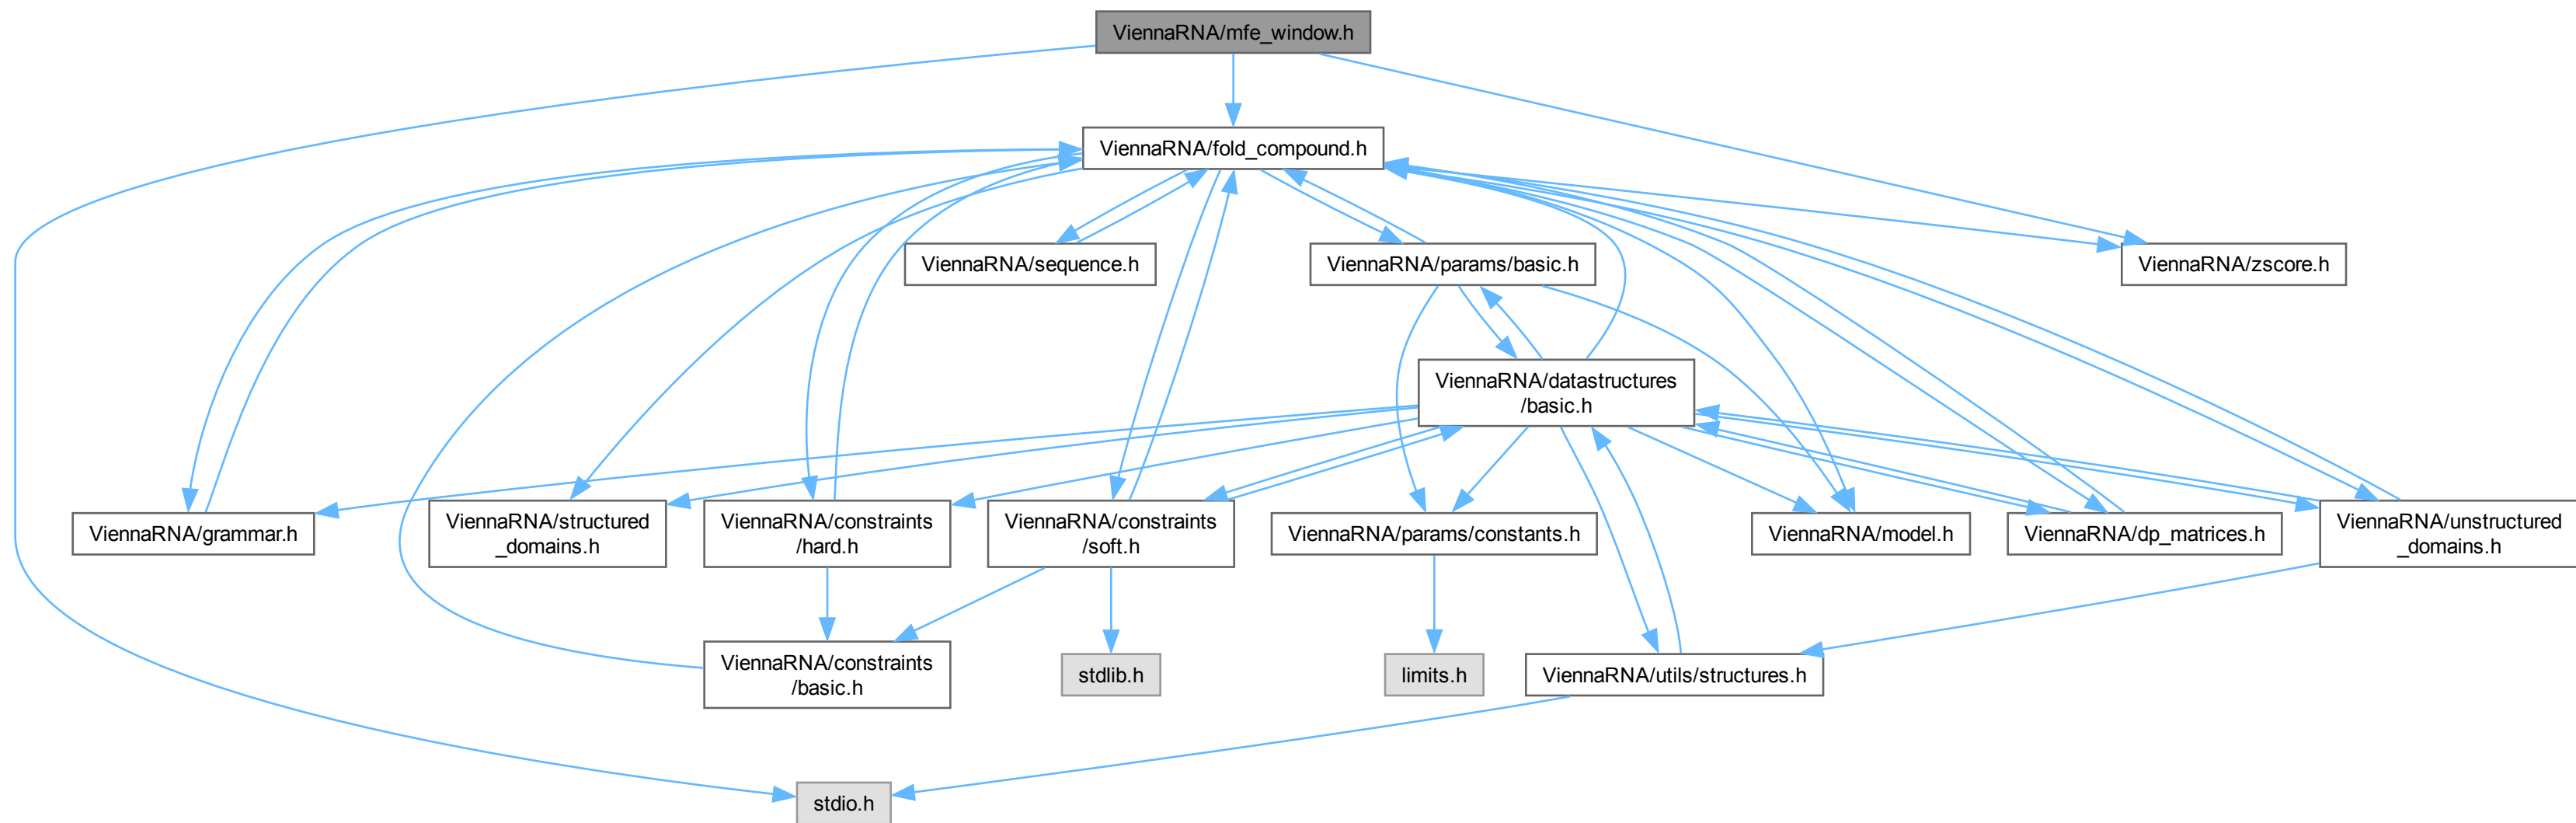 ViennaRNA/mfe_window.h
ViennaRNA/fold_compound.h
ViennaRNA/sequence.h
ViennaRNA/params/basic.h
ViennaRNA/zscore.h
ViennaRNA/datastructures
/basic.h
ViennaRNA/grammar.h
ViennaRNA/structured
_domains.h
ViennaRNA/constraints
/hard.h
ViennaRNA/constraints
/soft.h
ViennaRNA/params/constants.h
ViennaRNA/model.h
ViennaRNA/dp_matrices.h
ViennaRNA/unstructured
_domains.h
ViennaRNA/constraints
/basic.h
stdlib.h
limits.h
ViennaRNA/utils/structures.h
stdio.h